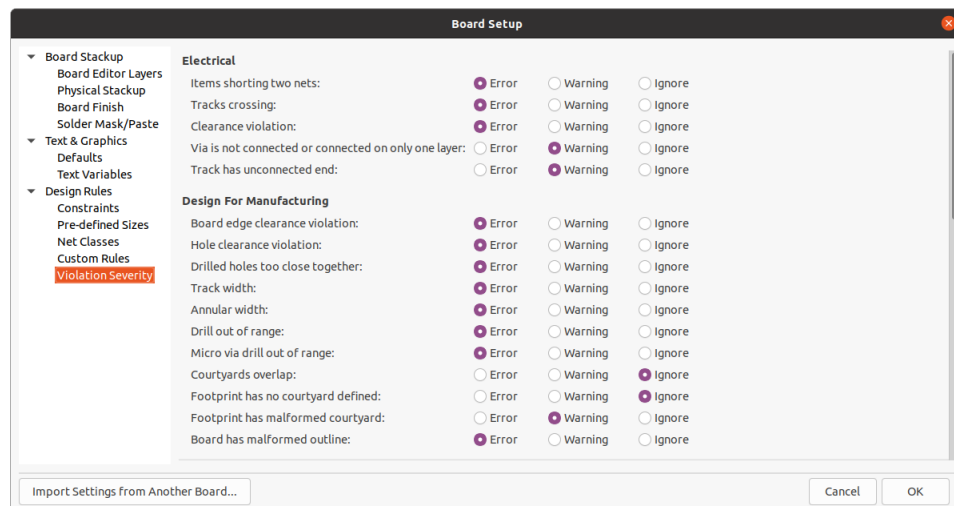 Board Setup
Board Stackup
Board Editor Layers
Physical Stackup
Board Finish
Solder Mask/Paste
Text & Graphics
Defaults
Text Variables
Design Rules
Constraints
Pre-defined Sizes
Net Classes
Custom Rules
Violation Severity
Electrical
Items shorting two nets: Error Warning Ignore
Tracks crossing: Error Warning Ignore
Clearance violation: Error Warning Ignore
Via is not connected or connected on only one layer: Error Warning Ignore
Track has unconnected end: Error Warning Ignore
Design For Manufacturing
Board edge clearance violation: Error Warning Ignore
Hole clearance violation: Error Warning Ignore
Drilled holes too close together: Error Warning Ignore
Track width: Error Warning Ignore
Annular width: Error Warning Ignore
Drill out of range: Error Warning Ignore
Micro via drill out of range: Error Warning Ignore
Courtyards overlap: Error Warning Ignore
Footprint has no courtyard defined: Error Warning Ignore
Footprint has malformed courtyard: Error Warning Ignore
Board has malformed outline: Error Warning Ignore
Import Settings from Another Board... Cancel OK